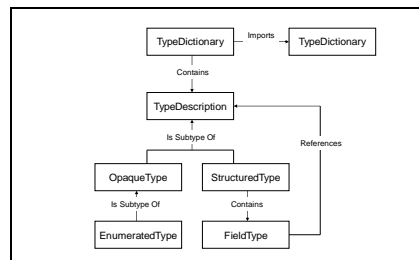 TypeDictionary Imports TypeDictionary
Contains
TypeDescription
Is Subtype Of References
OpaqueType StructuredType
Is Subtype Of Contains
EnumeratedType FieldType